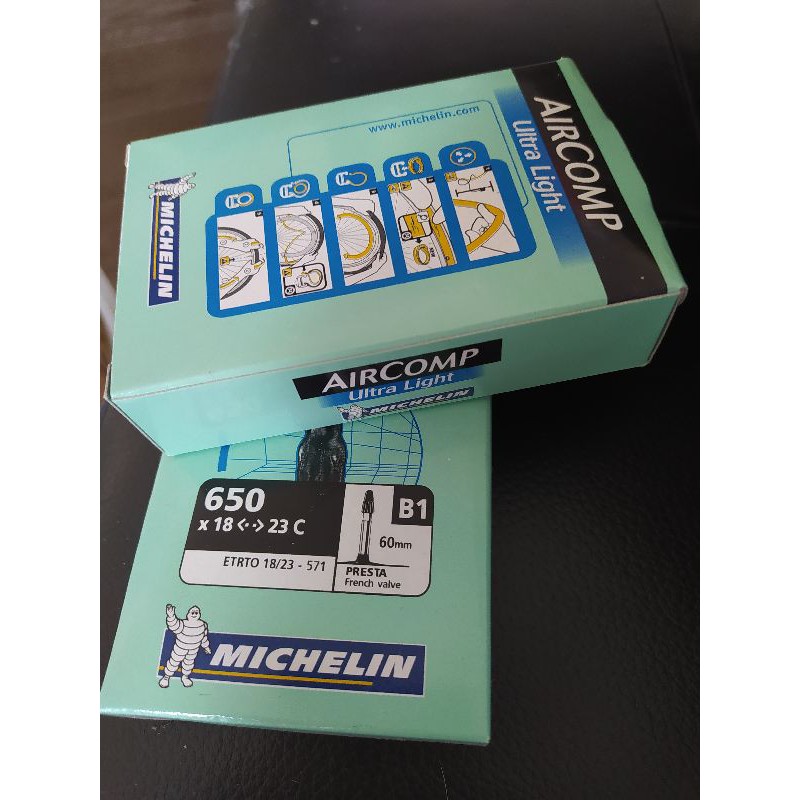 AIRCOMP
Ultra Light
www.michelin.com
MICHELIN
AIRCOMP
Ultra Light
MICHELIN
650
x 18 <··> 23 C
B1
60mm
ETRTO 18/23 - 571
PRESTA
French valve
MICHELIN